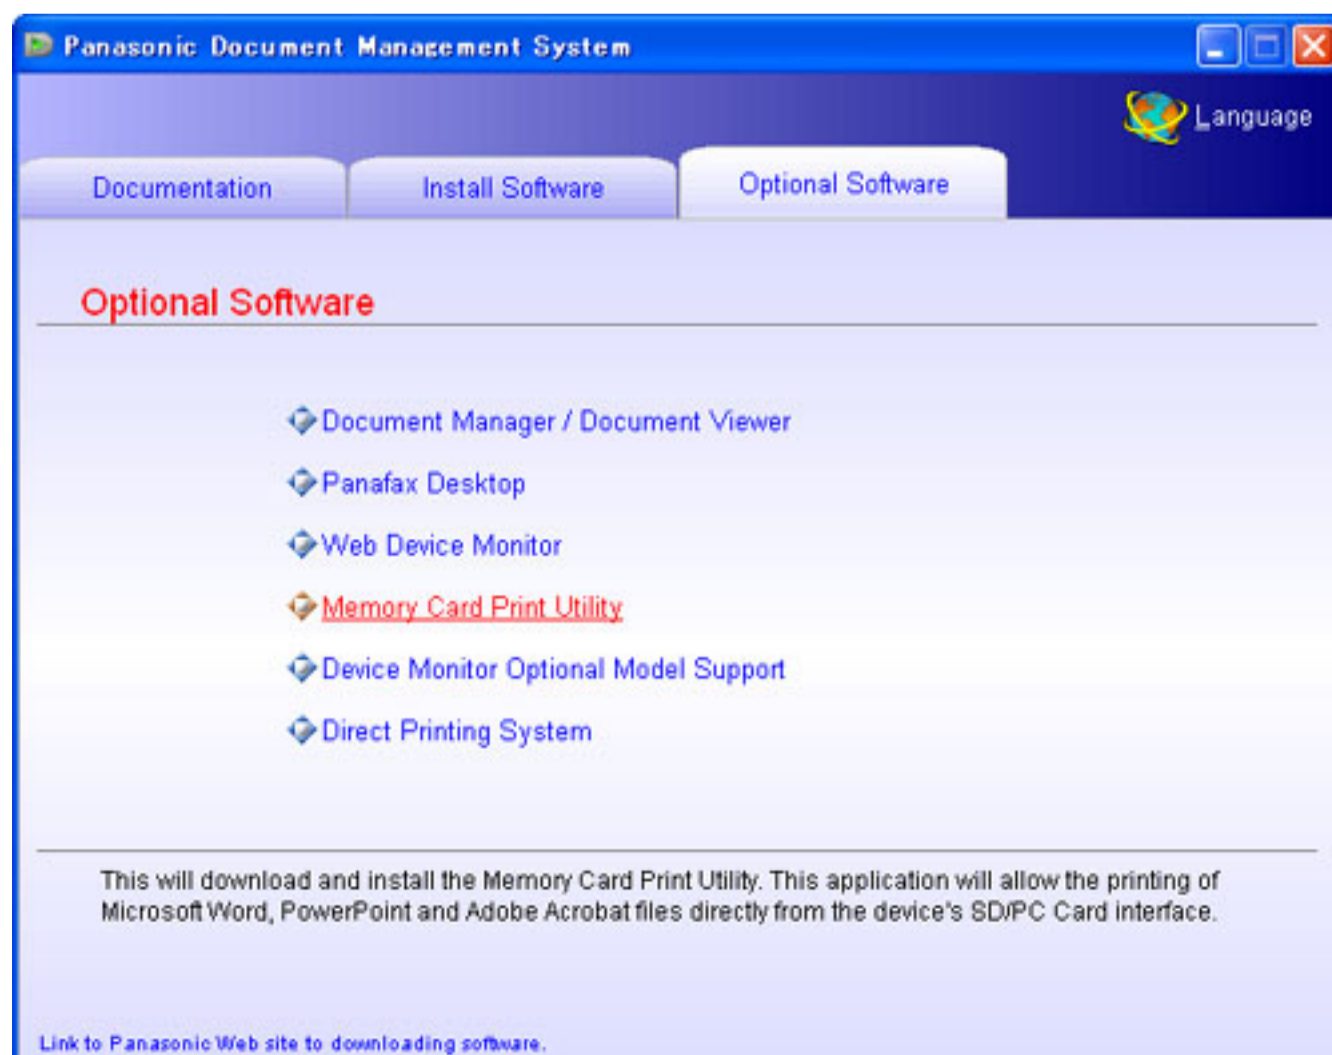 Panasonic Document Management System
Language
Documentation
Install Software
Optional Software
Optional Software
Document Manager / Document Viewer
Panafax Desktop
Web Device Monitor
Memory Card Print Utility
Device Monitor Optional Model Support
Direct Printing System
This will download and install the Memory Card Print Utility. This application will allow the printing of
Microsoft Word, PowerPoint and Adobe Acrobat files directly from the device's SD/PC Card interface.
Link to Panasonic Web site to downloading software.